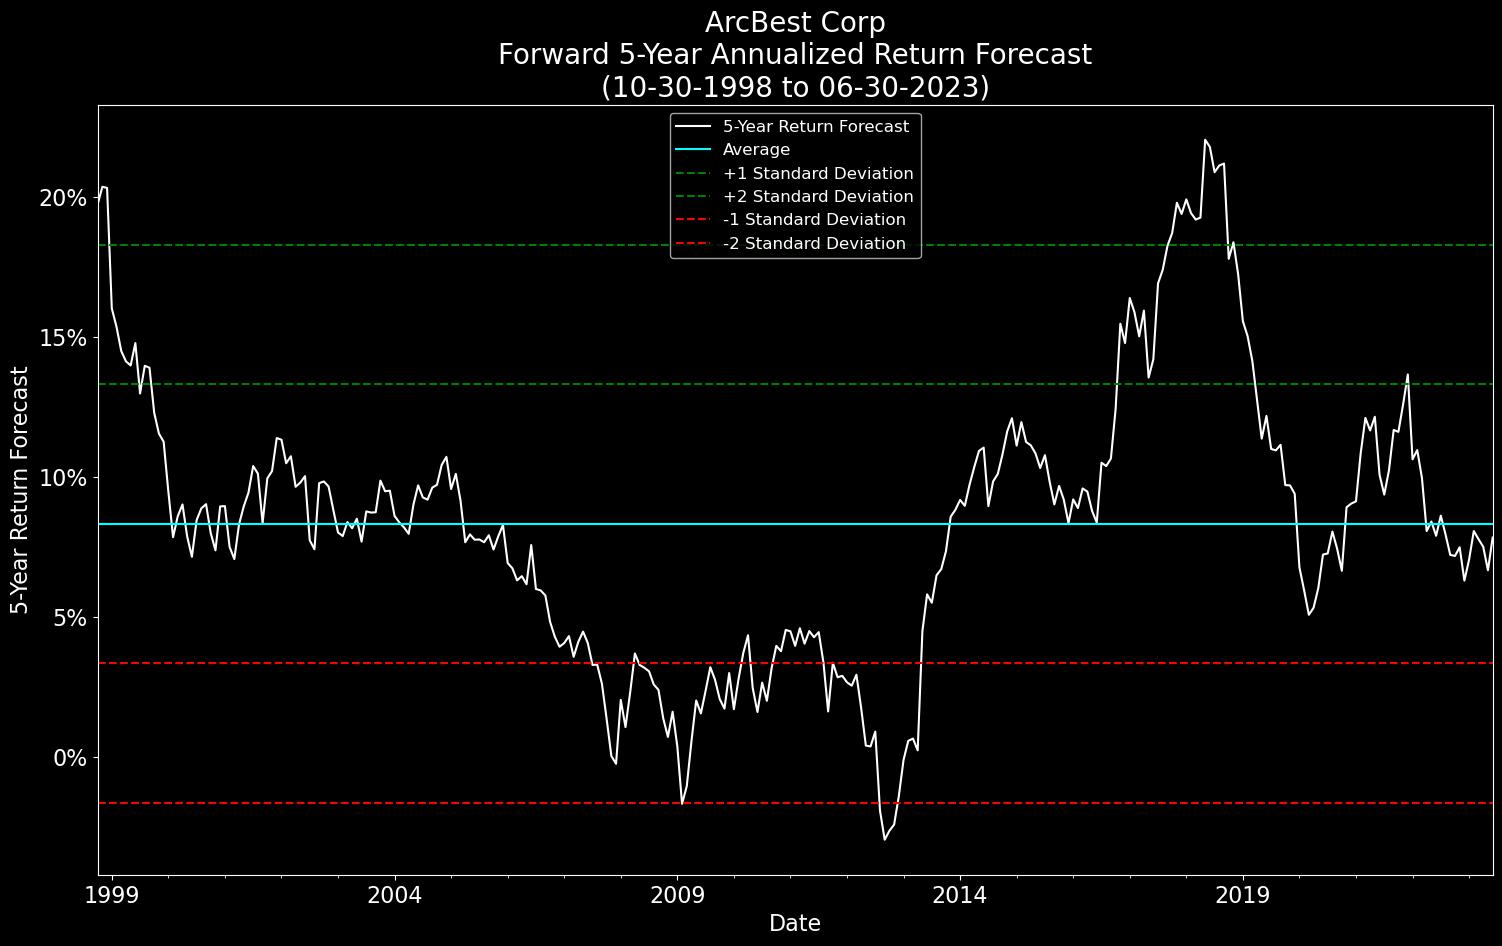 ArcBest Corp
Forward 5-Year Annualized Return Forecast
(10-30-1998 to 06-30-2023)
5-Year Return Forecast
Average
+1 Standard Deviation
+2 Standard Deviation
-1 Standard Deviation
-2 Standard Deviation
5-Year Return Forecast
20%
15%
10%
5%
0%
1999
2004
2009
2014
2019
Date